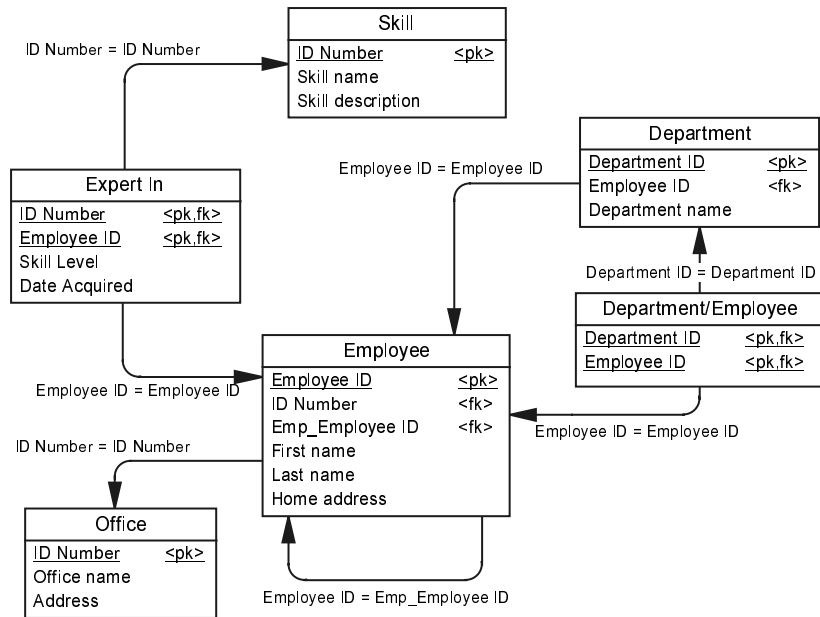 Skill
ID Number <pk>
Skill name
Skill description
ID Number = ID Number
Department
Department ID <pk>
Employee ID <fk>
Department name
Employee ID = Employee ID
Expert In
ID Number <pk,fk>
Employee ID <pk,fk>
Skill Level
Date Acquired
Department ID = Department ID
Department/Employee
Department ID <pk,fk>
Employee ID <pk,fk>
Employee
Employee ID <pk>
ID Number <fk>
Emp_Employee ID <fk>
First name
Last name
Home address
Employee ID = Employee ID
Employee ID = Employee ID
ID Number = ID Number
Office
ID Number <pk>
Office name
Address
Employee ID = Emp_Employee ID